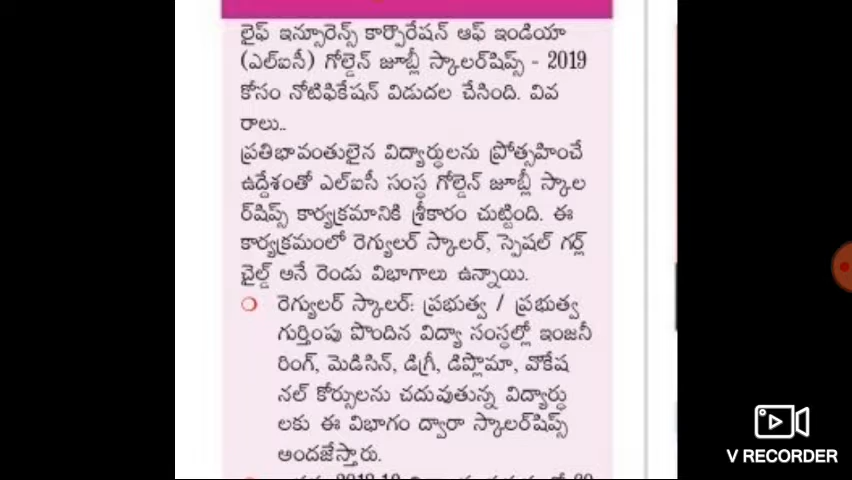 లైఫ్ ఇన్సూరెన్స్ కార్పొరేషన్ ఆఫ్ ఇండియా
(ఎల్ఐసీ) గోల్డెన్ జూబ్లీ స్కాలర్‌షిప్స్ - 2019
కోసం నోటిఫికేషన్ విడుదల చేసింది. వివ
రాలు..
ప్రతిభావంతులైన విద్యార్థులను ప్రోత్సహించే
ఉద్దేశంతో ఎల్ఐసీ సంస్థ గోల్డెన్ జూబ్లీ స్కాల
ర్‌షిప్స్ కార్యక్రమానికి శ్రీకారం చుట్టింది. ఈ
కార్యక్రమంలో రెగ్యులర్ స్కాలర్, స్పెషల్ గర్ల్
చైల్డ్ అనే రెండు విభాగాలు ఉన్నాయి.
రెగ్యులర్ స్కాలర్: ప్రభుత్వ / ప్రభుత్వ
గుర్తింపు పొందిన విద్యా సంస్థల్లో ఇంజనీ
రింగ్, మెడిసిన్, డిగ్రీ, డిప్లొమా, వొకేష
నల్ కోర్సులను చదువుతున్న విద్యార్థు
లకు ఈ విభాగం ద్వారా స్కాలర్‌షిప్స్
అందజేస్తారు.
V RECORDER